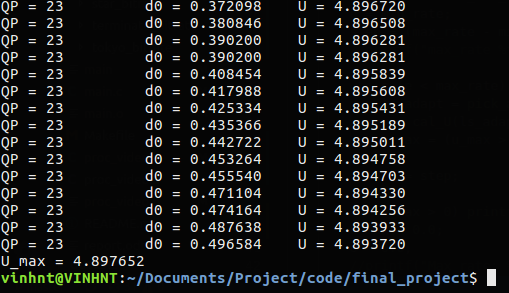 QP = 23 d0 = 0.372098 U = 4.896720
QP = 23 d0 = 0.380846 U = 4.896508
QP = 23 d0 = 0.390200 U = 4.896281
QP = 23 d0 = 0.390200 U = 4.896281
QP = 23 d0 = 0.408454 U = 4.895839
QP = 23 d0 = 0.417988 U = 4.895608
QP = 23 d0 = 0.425334 U = 4.895431
QP = 23 d0 = 0.435366 U = 4.895189
QP = 23 d0 = 0.442722 U = 4.895011
QP = 23 d0 = 0.453264 U = 4.894758
QP = 23 d0 = 0.455540 U = 4.894703
QP = 23 d0 = 0.471104 U = 4.894330
QP = 23 d0 = 0.474164 U = 4.894256
QP = 23 d0 = 0.487638 U = 4.893933
QP = 23 d0 = 0.496584 U = 4.893720
U_max = 4.897652
vinhnt@VINHNT:~/Documents/Project/code/final_project$